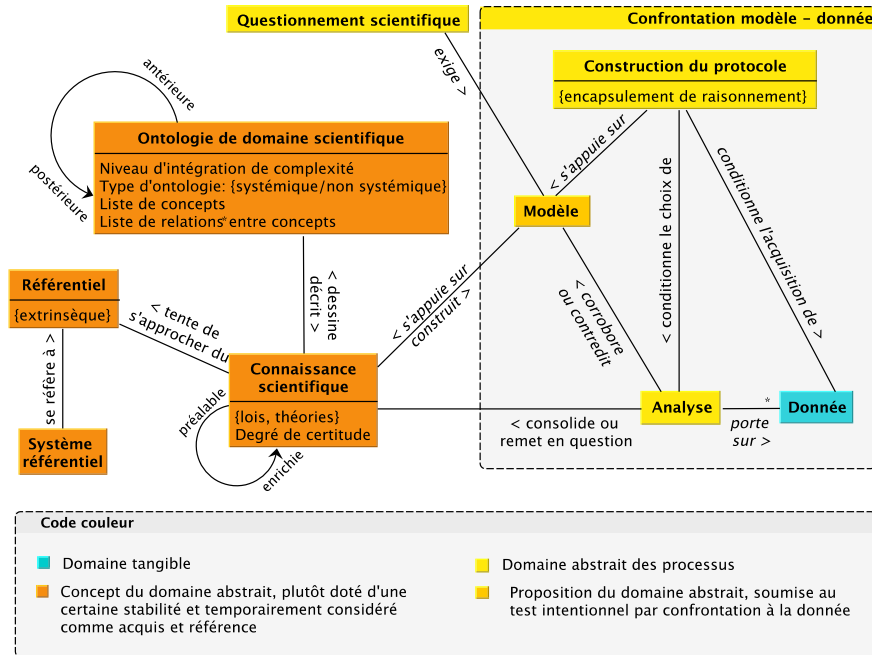 Questionnement scientifique
Confrontation modèle – donnée
exige >
Construction du protocole
{encapsulement de raisonnement}
antérieure
postérieure
Ontologie de domaine scientifique
Niveau d'intégration de complexité
Type d'ontologie: {systémique/non systémique}
Liste de concepts
Liste de relations* entre concepts
< s'appuie sur
< conditionne le choix de
conditionne l'acquisition de >
Modèle
Référentiel
{extrinsèque}
< tente de
s'approcher du
< dessine
décrit >
< s'appuie sur
construit >
< corrobore
ou contredit
se réfère à >
Système
référentiel
Connaissance
scientifique
{lois, théories}
Degré de certitude
préalable
enrichie
< consolide ou
remet en question
Analyse
*
porte
sur >
Donnée
Code couleur
Domaine tangible
Concept du domaine abstrait, plutôt doté d'une
certaine stabilité et temporairement considéré
comme acquis et référence
Domaine abstrait des processus
Proposition du domaine abstrait, soumise au
test intentionnel par confrontation à la donnée